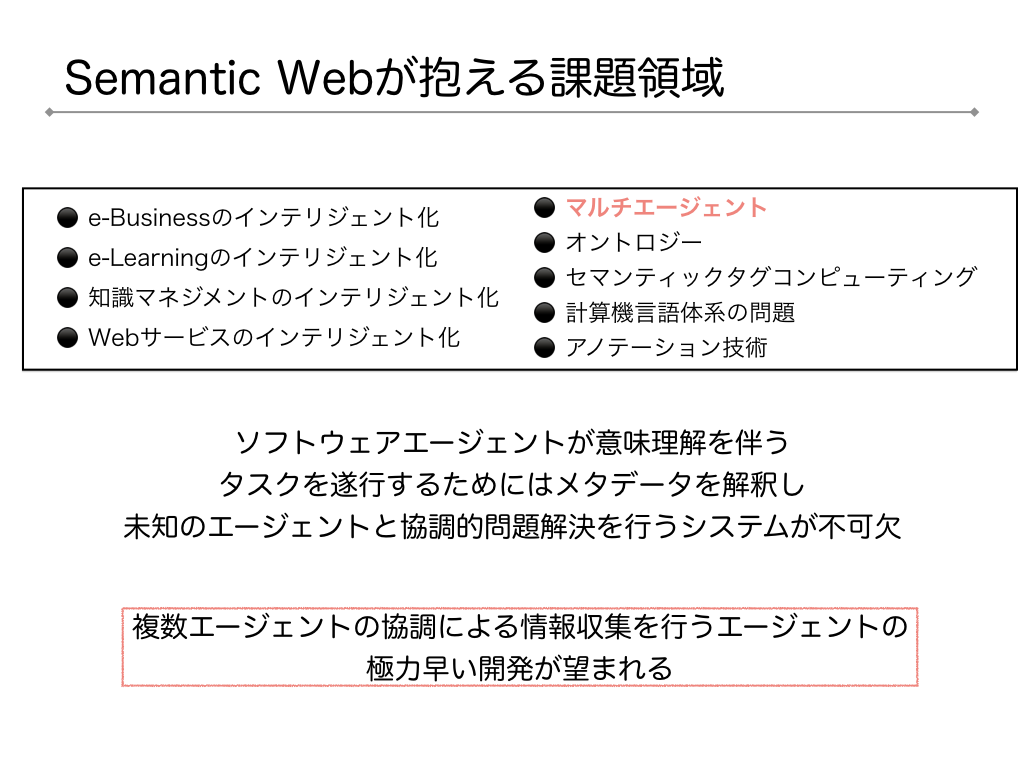 Semantic Webが抱える課題領域
● e-Businessのインテリジェント化
● e-Learningのインテリジェント化
● 知識マネジメントのインテリジェント化
● Webサービスのインテリジェント化
● マルチエージェント
● オントロジー
● セマンティックタグコンピューティング
● 計算機言語体系の問題
● アノテーション技術
ソフトウェアエージェントが意味理解を伴う
タスクを遂行するためにはメタデータを解釈し
未知のエージェントと協調的問題解決を行うシステムが不可欠
複数エージェントの協調による情報収集を行うエージェントの
極力早い開発が望まれる